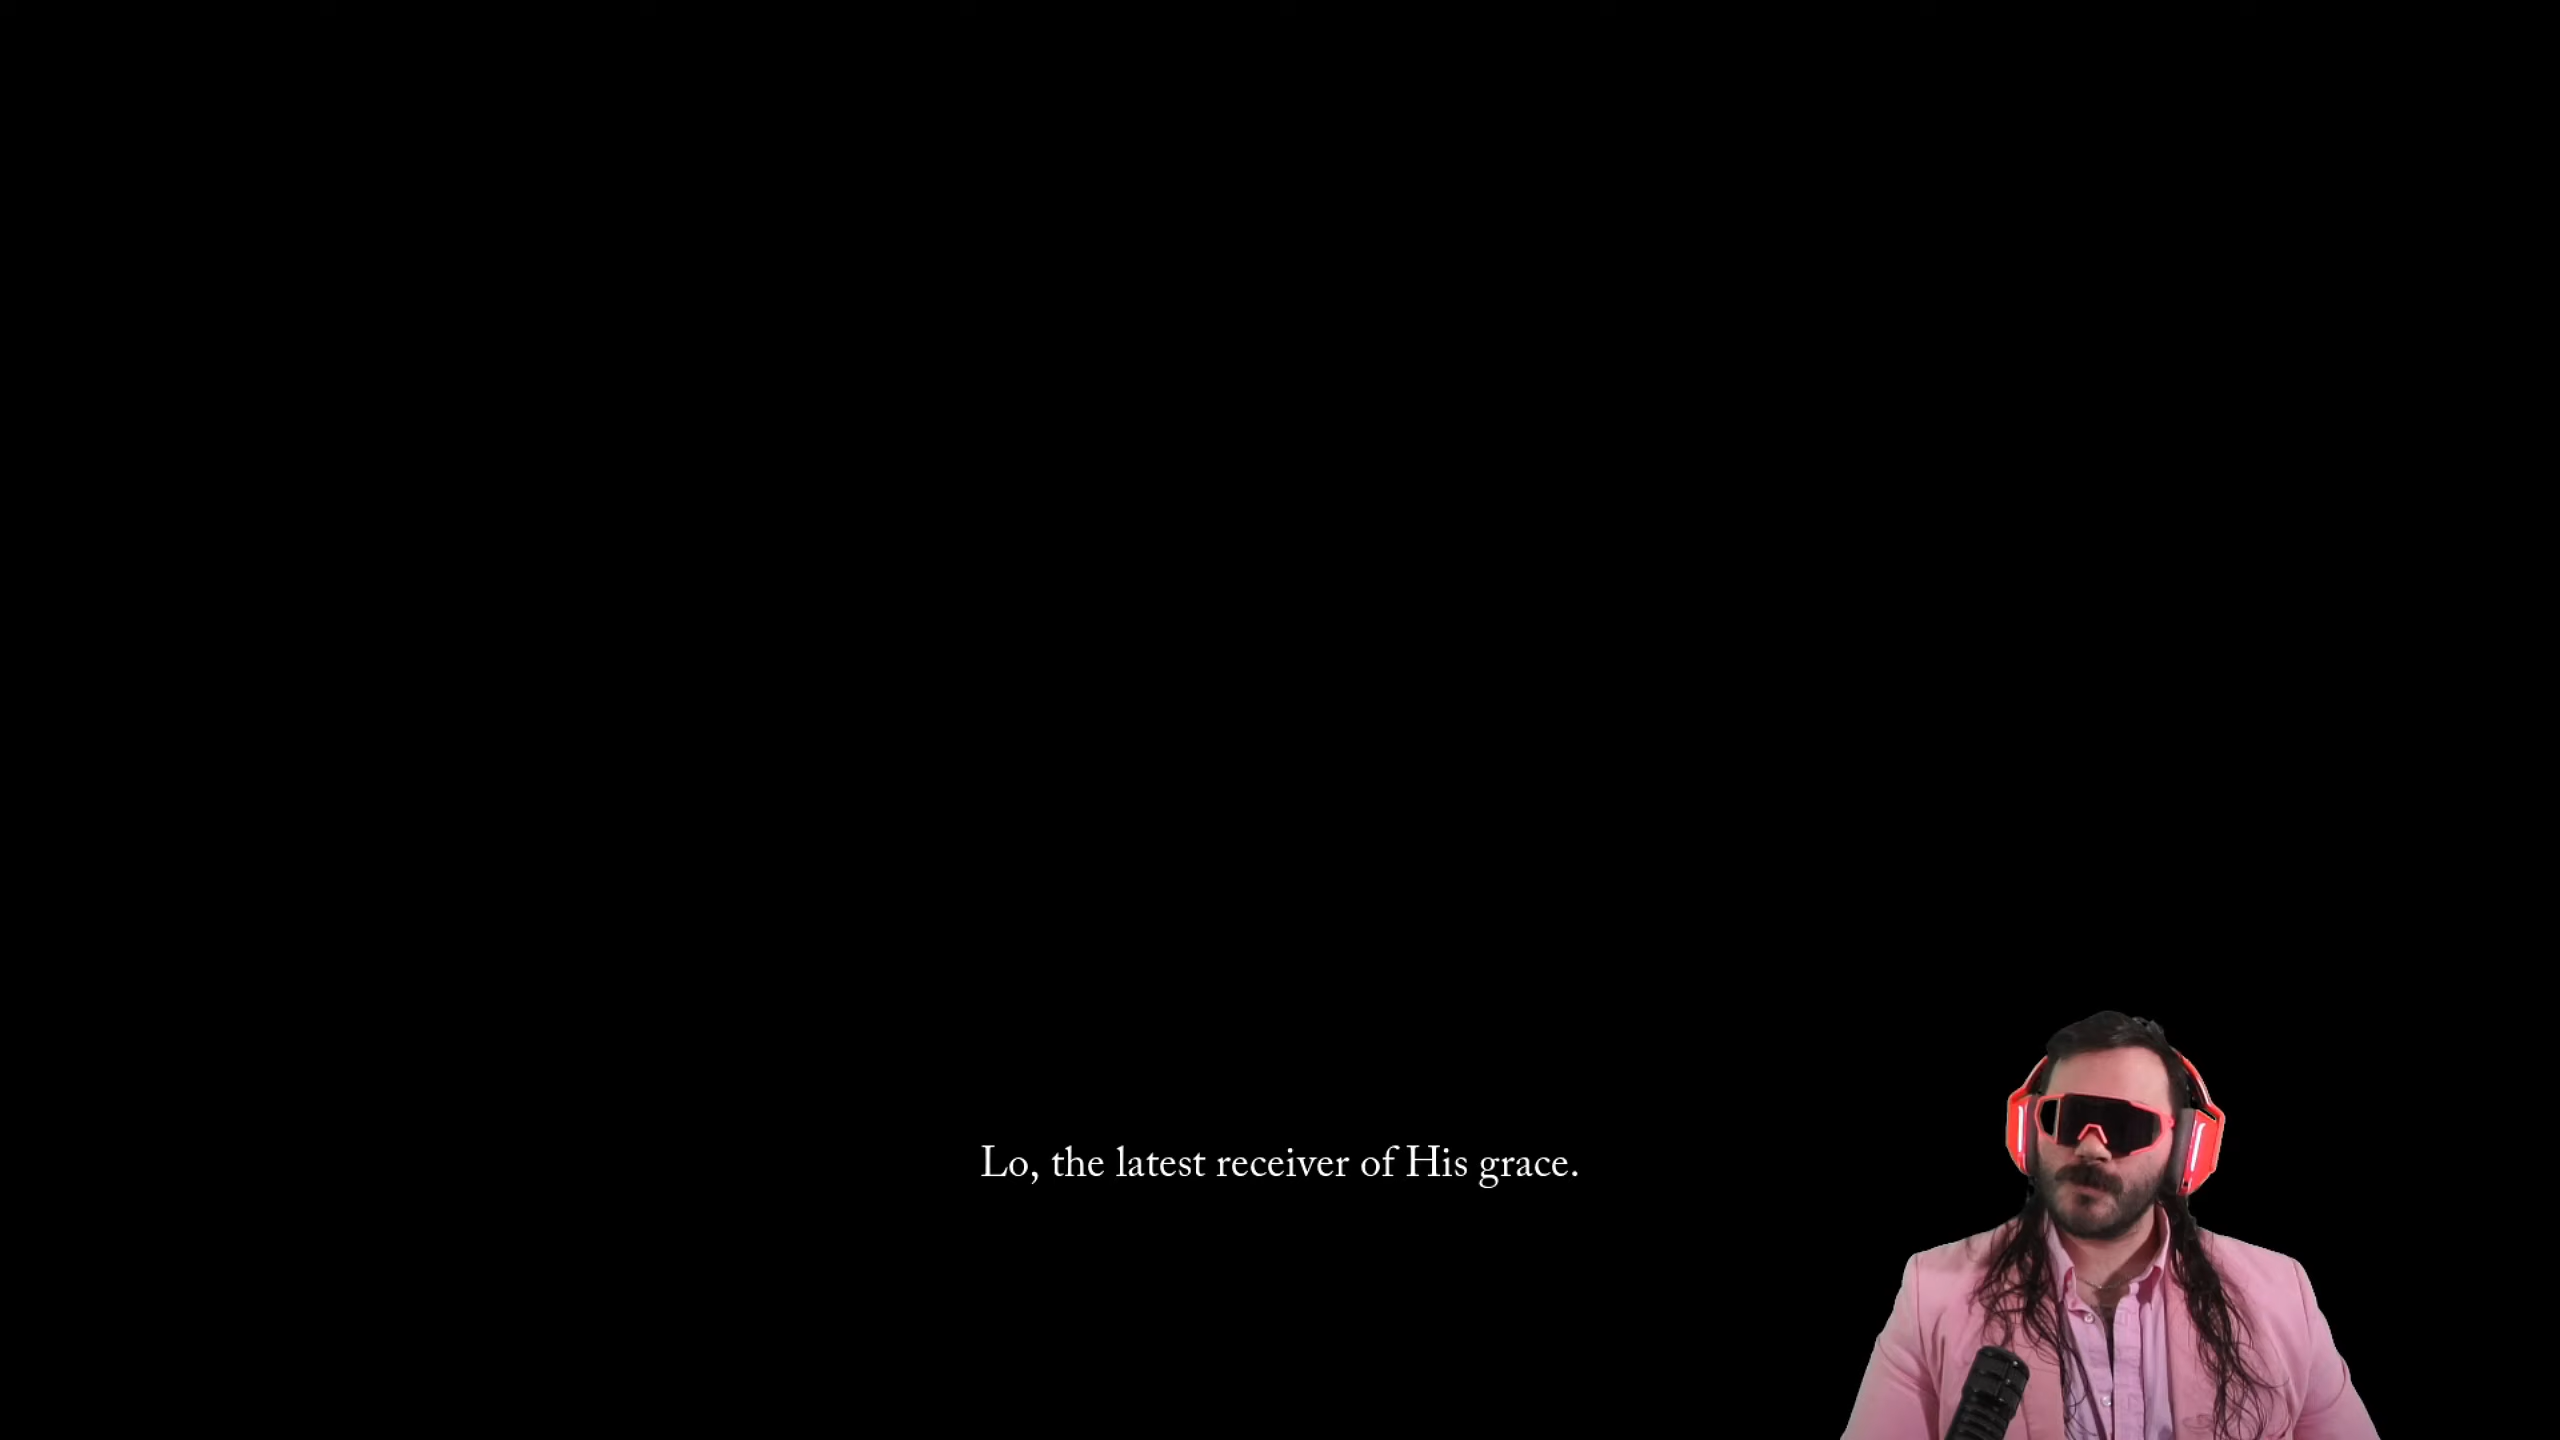 Lo, the latest receiver of His grace.